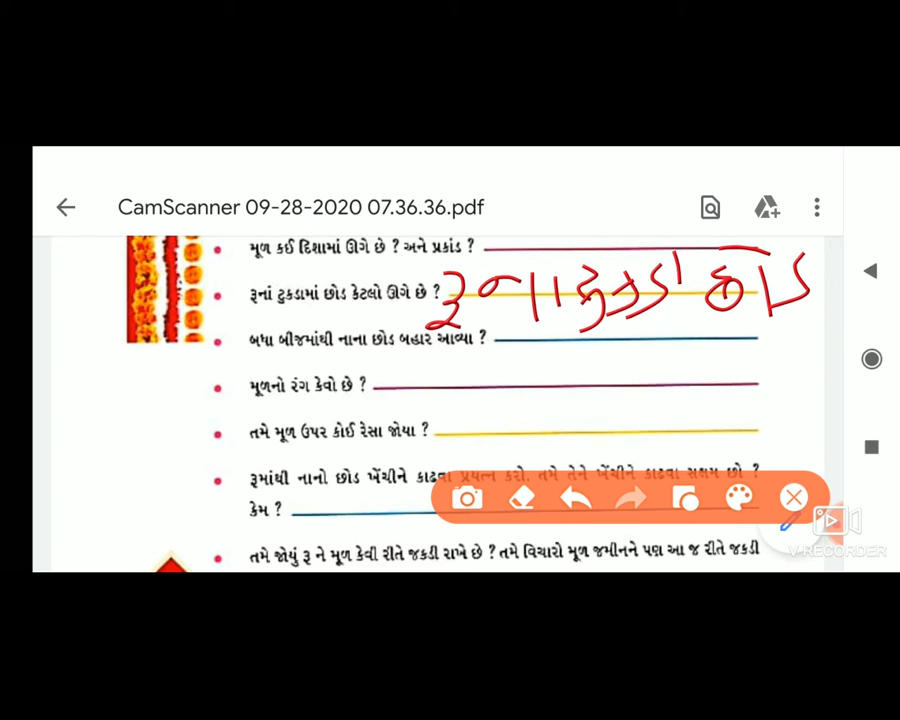 CamScanner 09-28-2020 07.36.36.pdf
મૂળ કઈ દિશામાં ઊગે છે ? અને પ્રકાંડ ?
રૂનાં ટુકડામાં છોડ કેટલો ઊગે છે ?
રૂના ટુકડા છોડ
બધા બીજમાંથી નાના છોડ બહાર આવ્યા ?
મૂળનો રંગ કેવો છે ?
તમે મૂળ ઉપર કોઈ રેસા જોયા ?
રૂમાંથી નાનો છોડ ખેંચીને કાઢવા પ્રયત્ન કરો. તમે તેને ખેંચીને કાઢવા સક્ષમ છો ?
કેમ ?
V-RECORDER
તમે જોયું રૂ ને મૂળ કેવી રીતે જકડી રાખે છે ? તમે વિચારો મૂળ જમીનને પણ આ જ રીતે જકડી